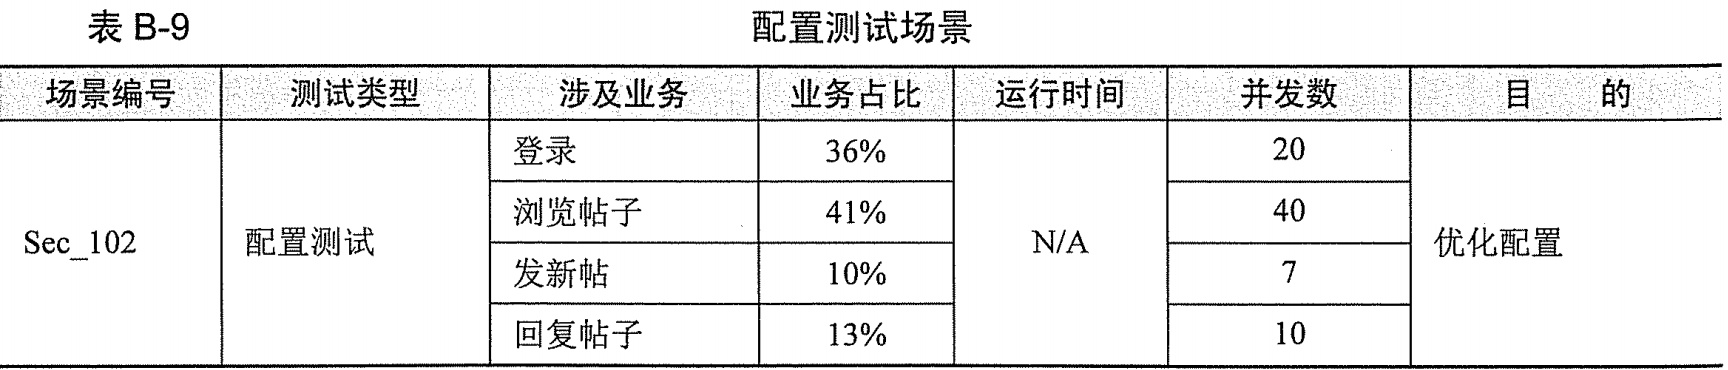 表 B-9 配置测试场景
场景编号 测试类型 涉及业务 业务占比 运行时间 并发数 目 的
Sec_102 配置测试 登录 36% N/A 20 优化配置
浏览帖子 41% 40
发新帖 10% 7
回复帖子 13% 10